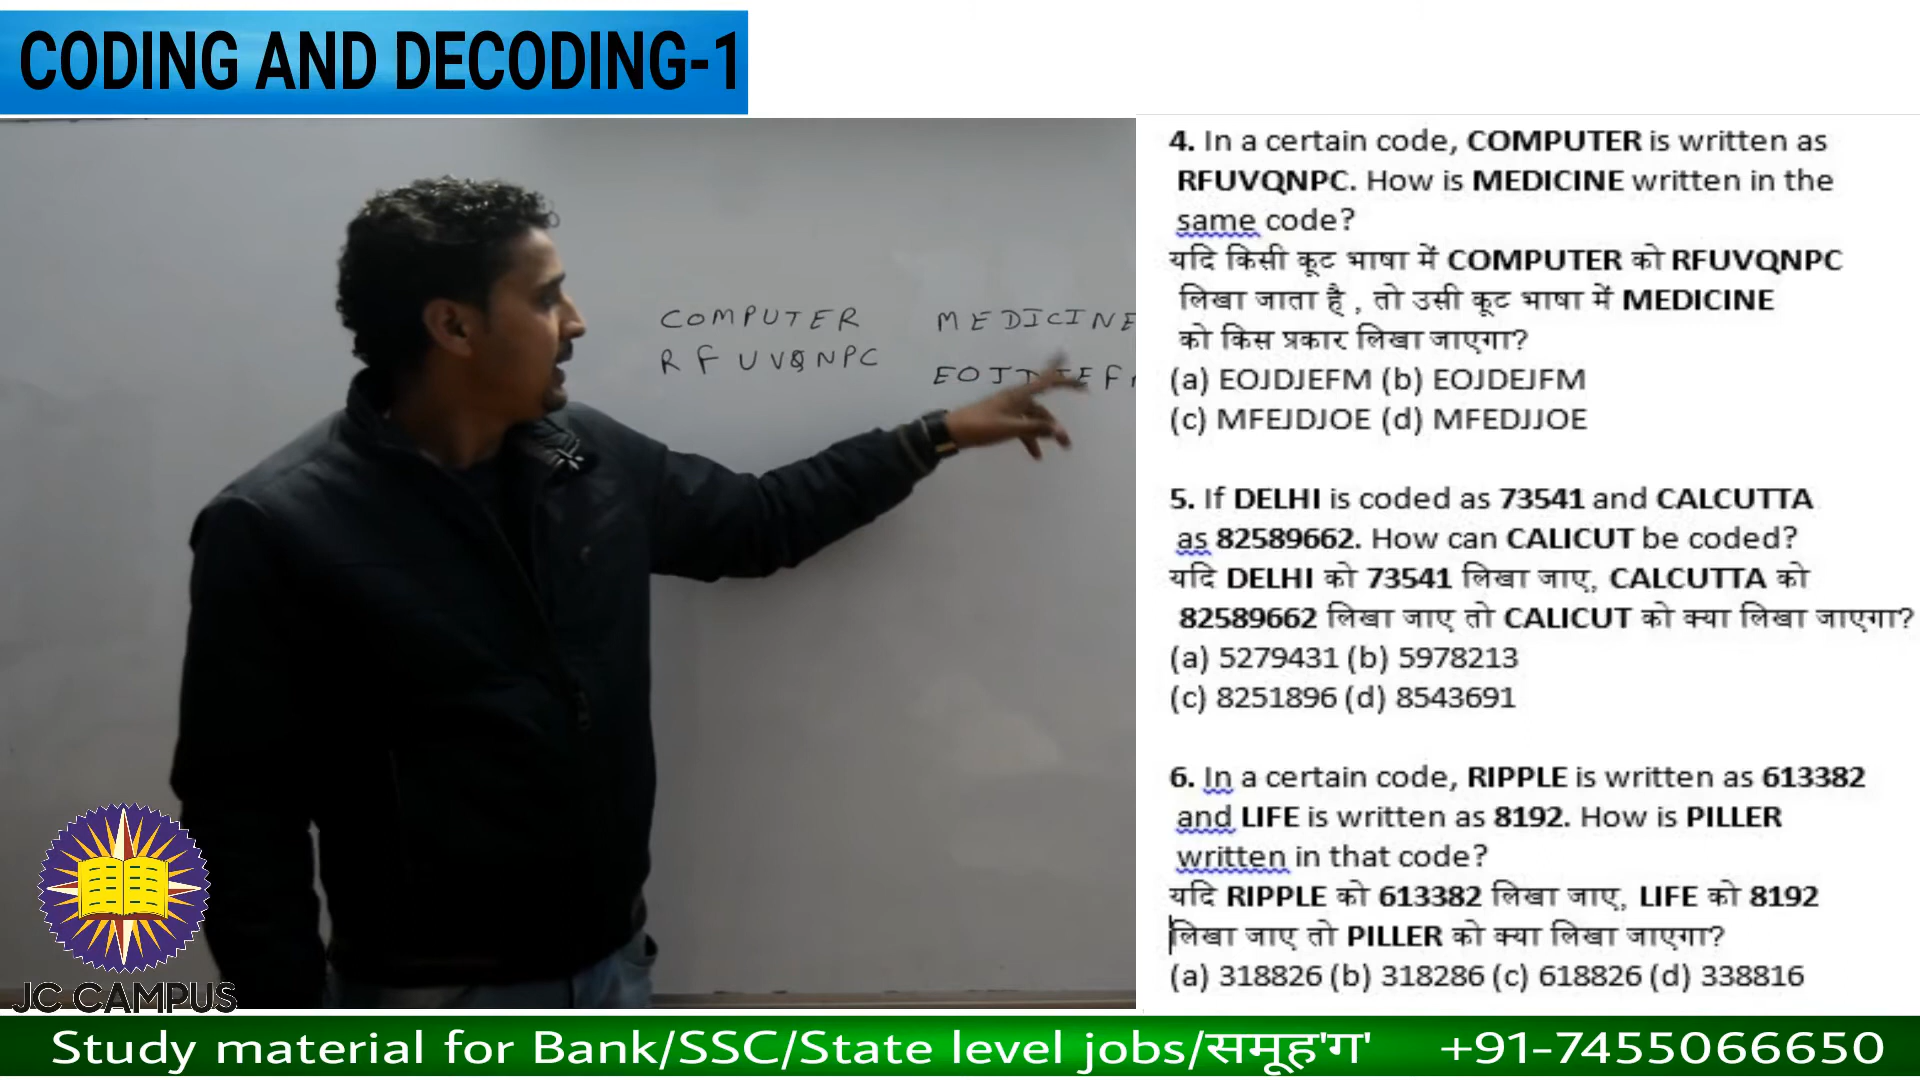 CODING AND DECODING-1
COMPUTER MEDICINE
RFUVQNPC
4. In a certain code, COMPUTER is written as
RFUVQNPC. How is MEDICINE written in the
same code?
यदि किसी कूट भाषा में COMPUTER को RFUVQNPC
लिखा जाता है , तो उसी कूट भाषा में MEDICINE
को किस प्रकार लिखा जाएगा?
(a) EOJDJEFM (b) EOJDEJFM
(c) MFEJDJOE (d) MFEDJJOE
5. If DELHI is coded as 73541 and CALCUTTA
as 82589662. How can CALICUT be coded?
यदि DELHI को 73541 लिखा जाए, CALCUTTA को
82589662 लिखा जाए तो CALICUT को क्या लिखा जाएगा?
(a) 5279431 (b) 5978213
(c) 8251896 (d) 8543691
6. In a certain code, RIPPLE is written as 613382
and LIFE is written as 8192. How is PILLER
written in that code?
यदि RIPPLE को 613382 लिखा जाए, LIFE को 8192
लिखा जाए तो PILLER को क्या लिखा जाएगा?
(a) 318826 (b) 318286 (c) 618826 (d) 338816
JC CAMPUS
Study material for Bank/SSC/State level jobs/समूह'ग' +91-7455066650